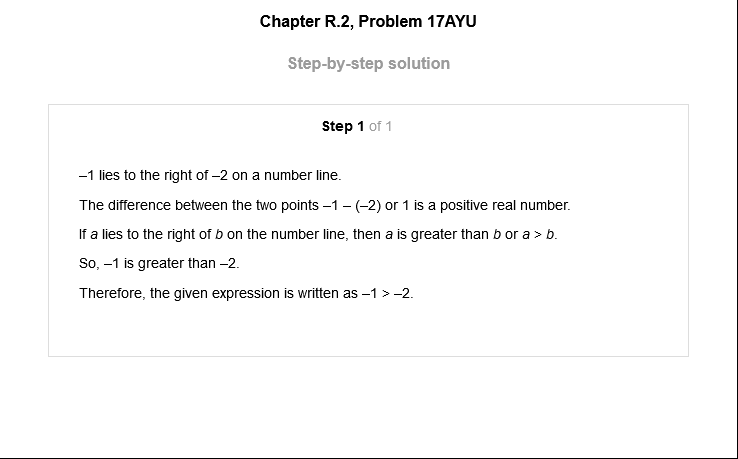 Chapter R.2, Problem 17AYU
Step-by-step solution
Step 1 of 1
–1 lies to the right of –2 on a number line.
The difference between the two points –1 – (–2) or 1 is a positive real number.
If a lies to the right of b on the number line, then a is greater than b or a > b.
So, –1 is greater than –2.
Therefore, the given expression is written as –1 > –2.